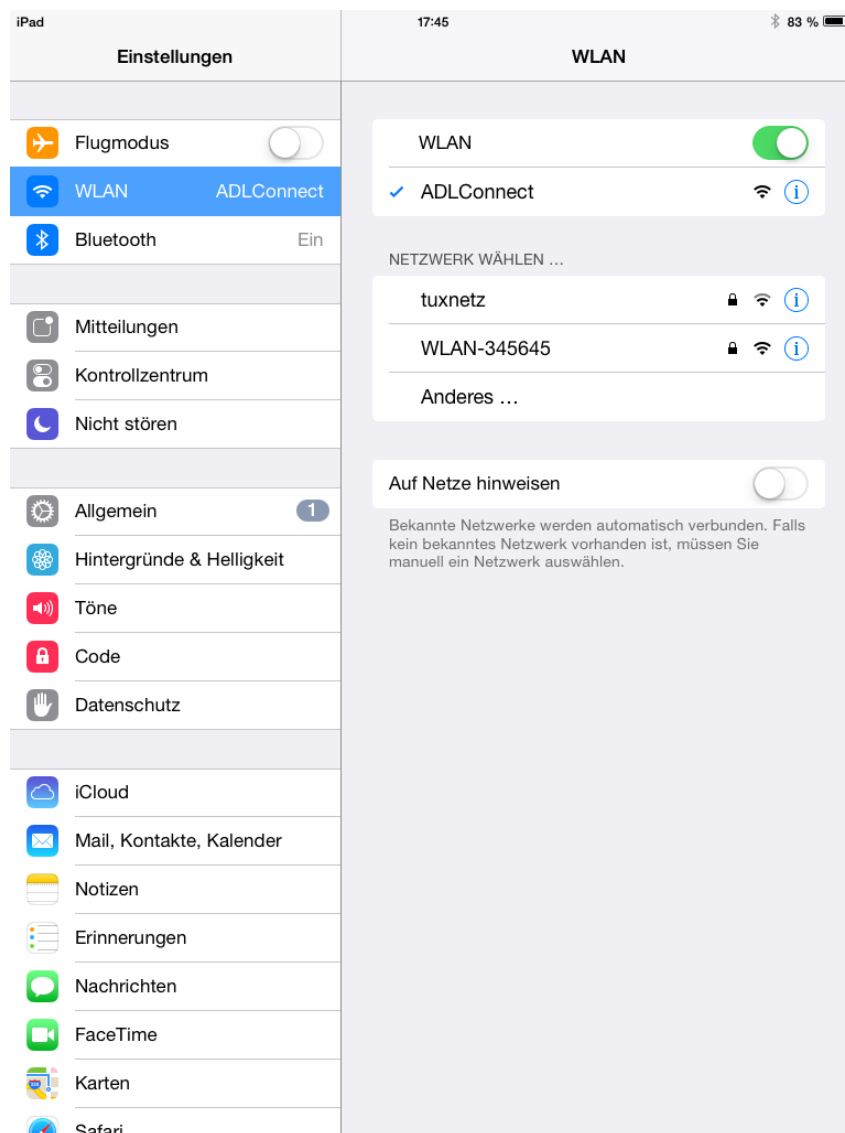 iPad 17:45 83 %
Einstellungen
WLAN
Flugmodus
WLAN ADLConnect
Bluetooth Ein
Mitteilungen
Kontrollzentrum
Nicht stören
Allgemein 1
Hintergründe & Helligkeit
Töne
Code
Datenschutz
iCloud
Mail, Kontakte, Kalender
Notizen
Erinnerungen
Nachrichten
FaceTime
Karten
Safari
WLAN
ADLConnect
NETZWERK WÄHLEN …
tuxnetz
WLAN-345645
Anderes …
Auf Netze hinweisen
Bekannte Netzwerke werden automatisch verbunden. Falls
kein bekanntes Netzwerk vorhanden ist, müssen Sie
manuell ein Netzwerk auswählen.